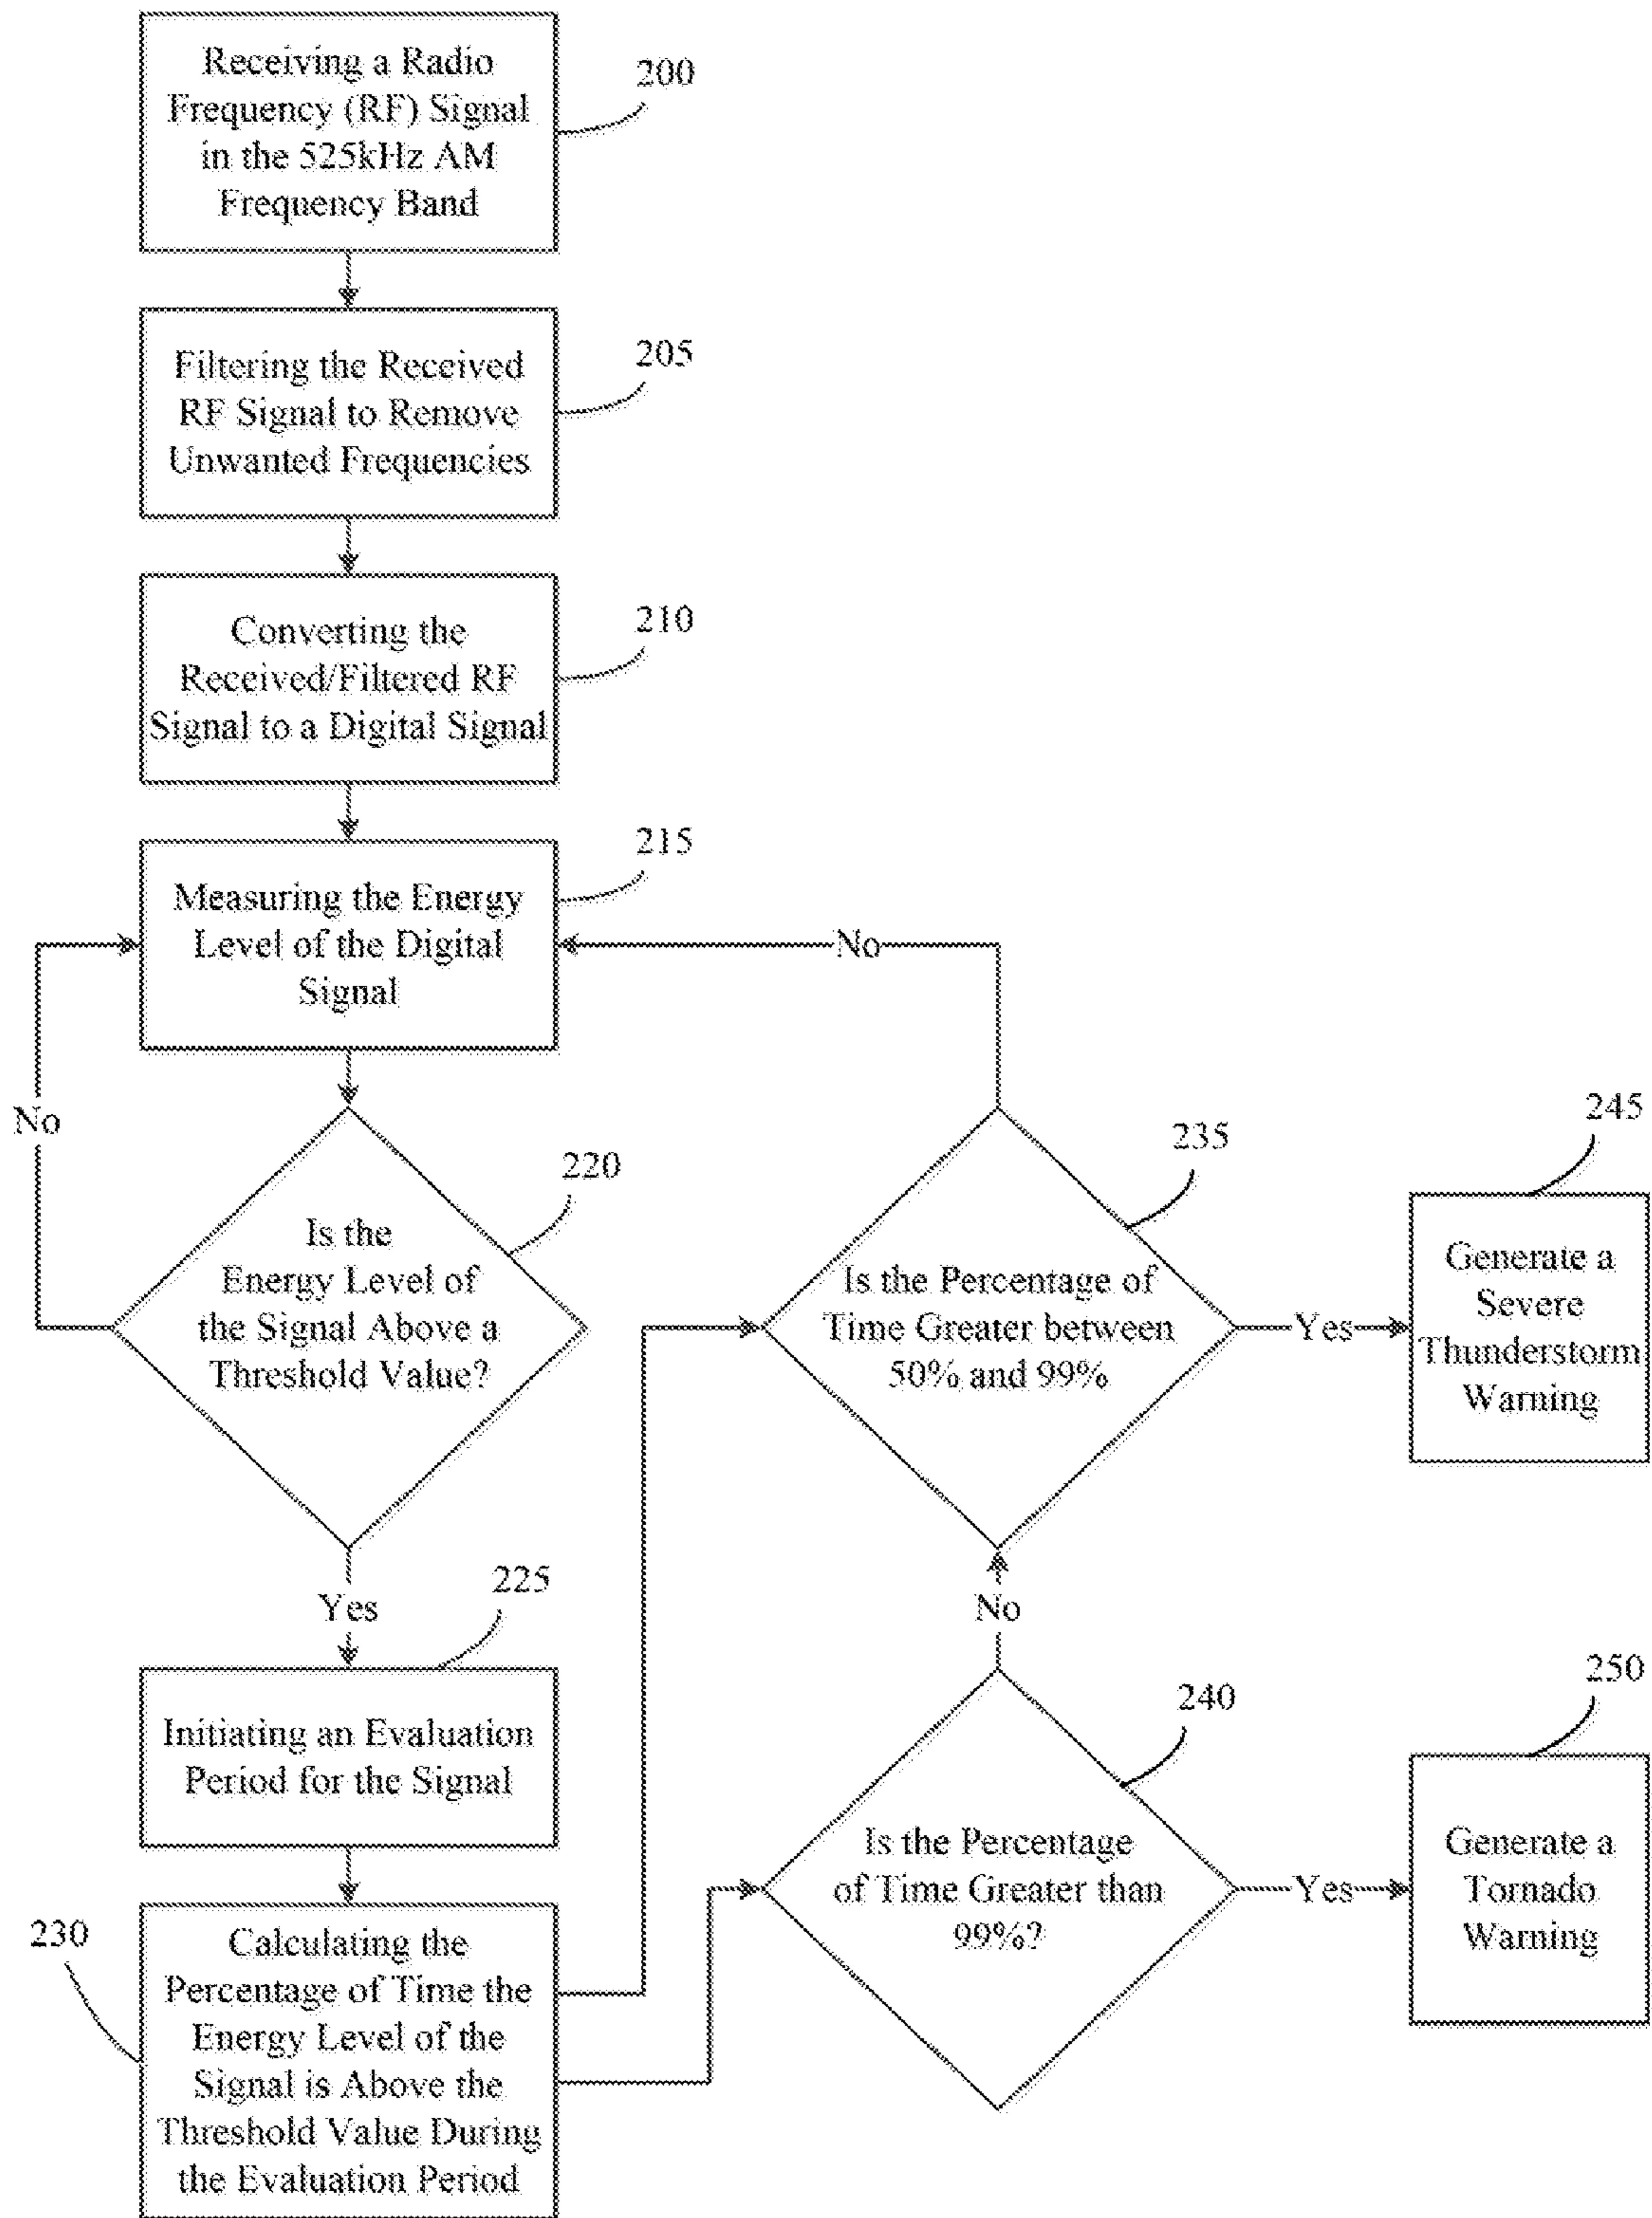 Receiving a Radio
Frequency (RF) Signal
in the 525kHz AM
Frequency Band
200
Filtering the Received
RF Signal to Remove
Unwanted Frequencies
205
Converting the
Received/Filtered RF
Signal to a Digital Signal
210
Measuring the Energy
Level of the Digital
Signal
215
No
No
Is the
Energy Level of
the Signal Above a
Threshold Value?
220
Yes
Initiating an Evaluation
Period for the Signal
225
Calculating the
Percentage of Time the
Energy Level of the
Signal is Above the
Threshold Value During
the Evaluation Period
230
Is the Percentage of
Time Greater between
50% and 99%
235
Yes
Generate a
Severe
Thunderstorm
Warning
245
No
Is the Percentage
of Time Greater than
99%?
240
Yes
Generate a
Tornado
Warning
250